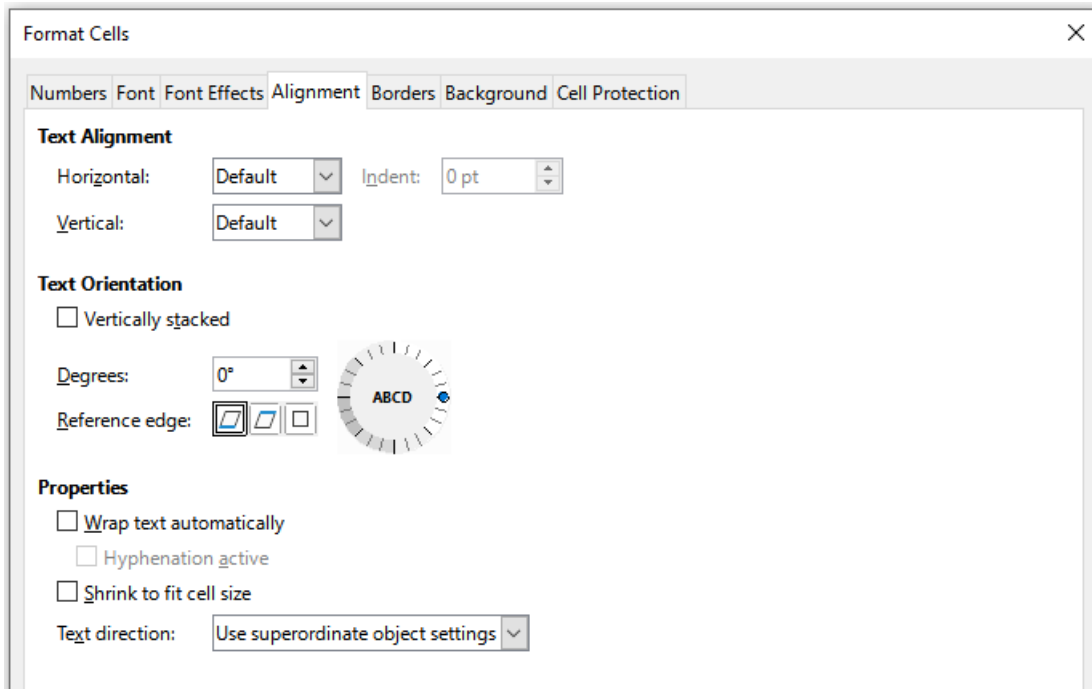 Format Cells
Numbers Font Font Effects Alignment Borders Background Cell Protection
Text Alignment
Horizontal: Default Indent: 0 pt
Vertical: Default
Text Orientation
Vertically stacked
Degrees: 0°
ABCD
Reference edge:
Properties
Wrap text automatically
Hyphenation active
Shrink to fit cell size
Text direction: Use superordinate object settings